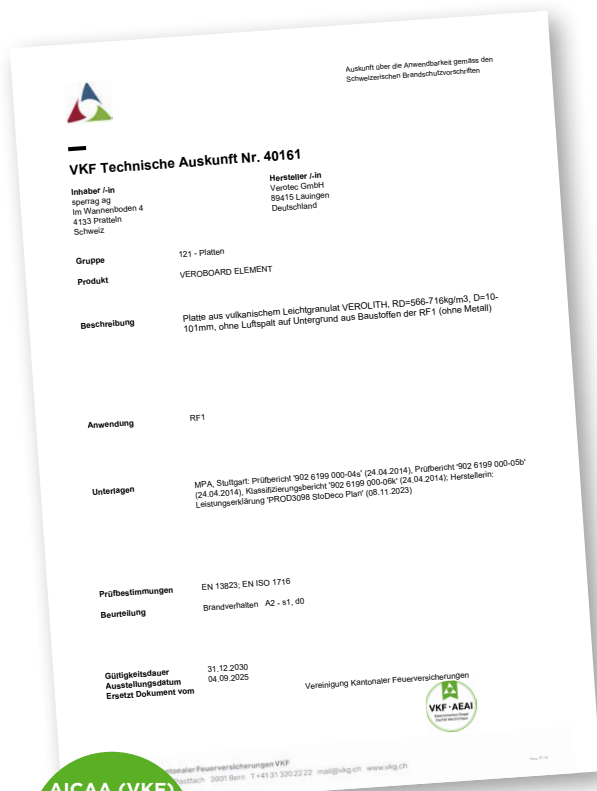 Auskunft über die Anwendbarkeit gemäss den
Schweizerischen Brandschutzvorschriften
VKF Technische Auskunft Nr. 40161
Inhaber /-in
sperrag ag
Im Wannenboden 4
4133 Pratteln
Schweiz
Hersteller /-in
Verotec GmbH
89415 Lauingen
Deutschland
Gruppe 121 - Platten
Produkt VEROBOARD ELEMENT
Beschreibung Platte aus vulkanischem Leichtgranulat VEROLITH, RD=566-716kg/m3, D=10-
101mm, ohne Luftspalt auf Untergrund aus Baustoffen der RF1 (ohne Metall)
Anwendung RF1
Unterlagen MPA, Stuttgart: Prüfbericht '902 6199 000-04s' (24.04.2014), Prüfbericht '902 6199 000-05b'
(24.04.2014), Klassifizierungsbericht '902 6199 000-06k' (24.04.2014); Herstellerin:
Leistungserklärung 'PROD3098 StoDeco Plan' (08.11.2023)
Prüfbestimmungen EN 13823; EN ISO 1716
Beurteilung Brandverhalten A2 - s1, d0
Gültigkeitsdauer 31.12.2030
Ausstellungsdatum 04.09.2025
Ersetzt Dokument vom
Vereinigung Kantonaler Feuerversicherungen
VKF - AEAI
Feuerversicherungen VKF
3001 Bern T +41 31 320 22 22 mail@vkg.ch www.vkg.ch
AICAA (VKF)